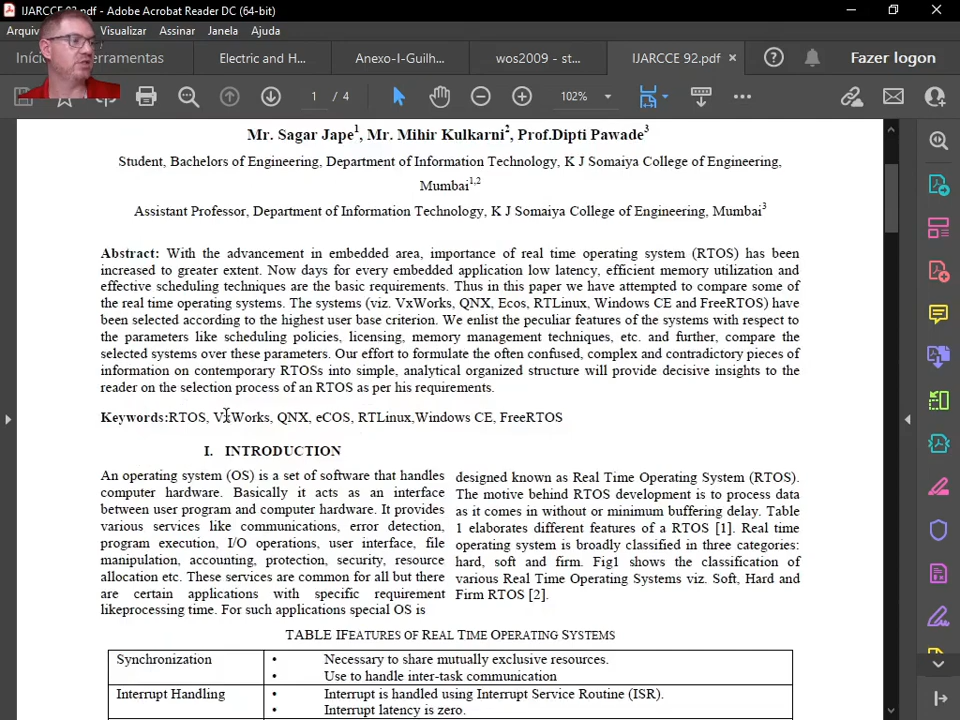 IJARCCE 92.pdf - Adobe Acrobat Reader DC (64-bit)
Arquiv Visualizar Assinar Janela Ajuda
Iníci erramentas Electric and H... Anexo-I-Guilh... wos2009 - st... IJARCCE 92.pdf Fazer logon
1 / 4 102%
Mr. Sagar Jape1, Mr. Mihir Kulkarni2, Prof.Dipti Pawade3
Student, Bachelors of Engineering, Department of Information Technology, K J Somaiya College of Engineering,
Mumbai1,2
Assistant Professor, Department of Information Technology, K J Somaiya College of Engineering, Mumbai3
Abstract: With the advancement in embedded area, importance of real time operating system (RTOS) has been
increased to greater extent. Now days for every embedded application low latency, efficient memory utilization and
effective scheduling techniques are the basic requirements. Thus in this paper we have attempted to compare some of
the real time operating systems. The systems (viz. VxWorks, QNX, Ecos, RTLinux, Windows CE and FreeRTOS) have
been selected according to the highest user base criterion. We enlist the peculiar features of the systems with respect to
the parameters like scheduling policies, licensing, memory management techniques, etc. and further, compare the
selected systems over these parameters. Our effort to formulate the often confused, complex and contradictory pieces of
information on contemporary RTOSs into simple, analytical organized structure will provide decisive insights to the
reader on the selection process of an RTOS as per his requirements.
Keywords:RTOS, VxWorks, QNX, eCOS, RTLinux,Windows CE, FreeRTOS
I. INTRODUCTION
An operating system (OS) is a set of software that handles
computer hardware. Basically it acts as an interface
between user program and computer hardware. It provides
various services like communications, error detection,
program execution, I/O operations, user interface, file
manipulation, accounting, protection, security, resource
allocation etc. These services are common for all but there
are certain applications with specific requirement
likeprocessing time. For such applications special OS is
designed known as Real Time Operating System (RTOS).
The motive behind RTOS development is to process data
as it comes in without or minimum buffering delay. Table
1 elaborates different features of a RTOS [1]. Real time
operating system is broadly classified in three categories:
hard, soft and firm. Fig1 shows the classification of
various Real Time Operating Systems viz. Soft, Hard and
Firm RTOS [2].
TABLE IFEATURES OF REAL TIME OPERATING SYSTEMS
Synchronization • Necessary to share mutually exclusive resources.
• Use to handle inter-task communication
Interrupt Handling • Interrupt is handled using Interrupt Service Routine (ISR).
• Interrupt latency is zero.